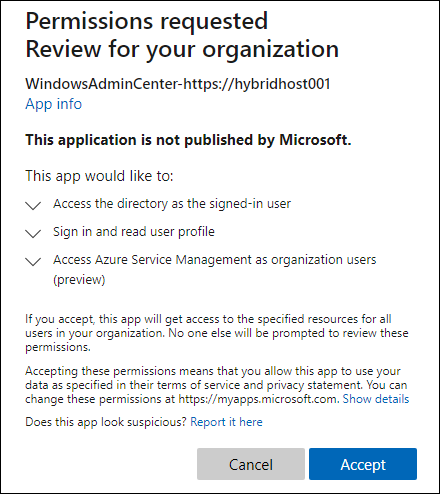 Permissions requested
Review for your organization
WindowsAdminCenter-https://hybridhost001
App info
This application is not published by Microsoft.
This app would like to:
Access the directory as the signed-in user
Sign in and read user profile
Access Azure Service Management as organization users
(preview)
If you accept, this app will get access to the specified resources for all
users in your organization. No one else will be prompted to review these
permissions.
Accepting these permissions means that you allow this app to use your
data as specified in their terms of service and privacy statement. You can
change these permissions at https://myapps.microsoft.com. Show details
Does this app look suspicious? Report it here
Cancel
Accept